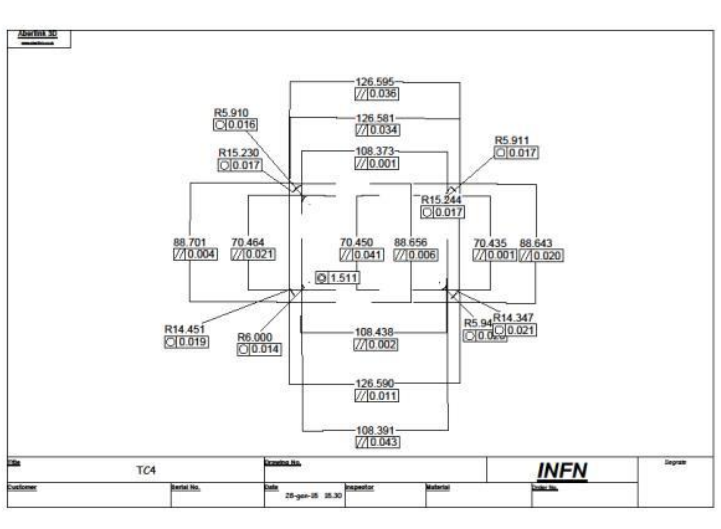 Aberlink 3D
126.595
// 0.036
126.581
// 0.034
108.373
// 0.001
R5.910
0.016
R15.230
0.017
R5.911
0.017
R15.244
0.017
88.701
// 0.004
70.464
// 0.021
70.450
// 0.041
88.656
// 0.006
70.435
// 0.001
88.643
// 0.020
1.511
R14.451
0.019
R6.000
0.014
R5.94
R14.347
0.021
108.438
// 0.002
126.590
// 0.011
108.391
// 0.043
Title
TC4
Drawing No.
INFN
Customer
Serial No.
Date
Inspector
Material
Order No.